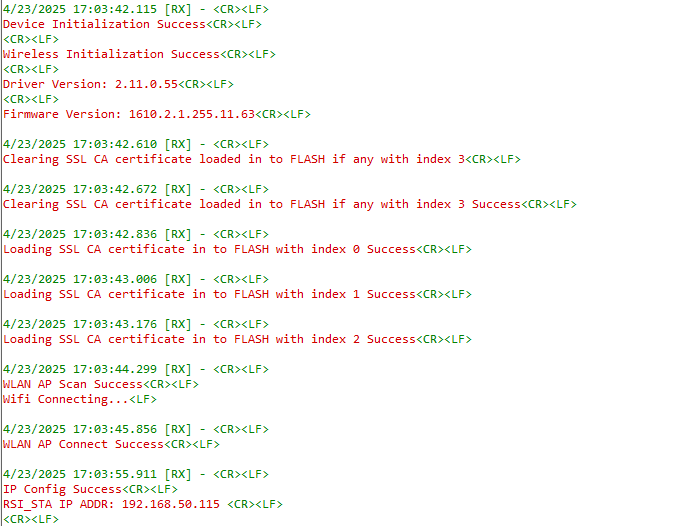 4/23/2025 17:03:42.115 [RX] - <CR><LF>
Device Initialization Success<CR><LF>
<CR><LF>
Wireless Initialization Success<CR><LF>
<CR><LF>
Driver Version: 2.11.0.55<CR><LF>
<CR><LF>
Firmware Version: 1610.2.1.255.11.63<CR><LF>
4/23/2025 17:03:42.610 [RX] - <CR><LF>
Clearing SSL CA certificate loaded in to FLASH if any with index 3<CR><LF>
4/23/2025 17:03:42.672 [RX] - <CR><LF>
Clearing SSL CA certificate loaded in to FLASH if any with index 3 Success<CR><LF>
4/23/2025 17:03:42.836 [RX] - <CR><LF>
Loading SSL CA certificate in to FLASH with index 0 Success<CR><LF>
4/23/2025 17:03:43.006 [RX] - <CR><LF>
Loading SSL CA certificate in to FLASH with index 1 Success<CR><LF>
4/23/2025 17:03:43.176 [RX] - <CR><LF>
Loading SSL CA certificate in to FLASH with index 2 Success<CR><LF>
4/23/2025 17:03:44.299 [RX] - <CR><LF>
WLAN AP Scan Success<CR><LF>
Wifi Connecting...<LF>
4/23/2025 17:03:45.856 [RX] - <CR><LF>
WLAN AP Connect Success<CR><LF>
4/23/2025 17:03:55.911 [RX] - <CR><LF>
IP Config Success<CR><LF>
RSI_STA IP ADDR: 192.168.50.115 <CR><LF>
<CR><LF>